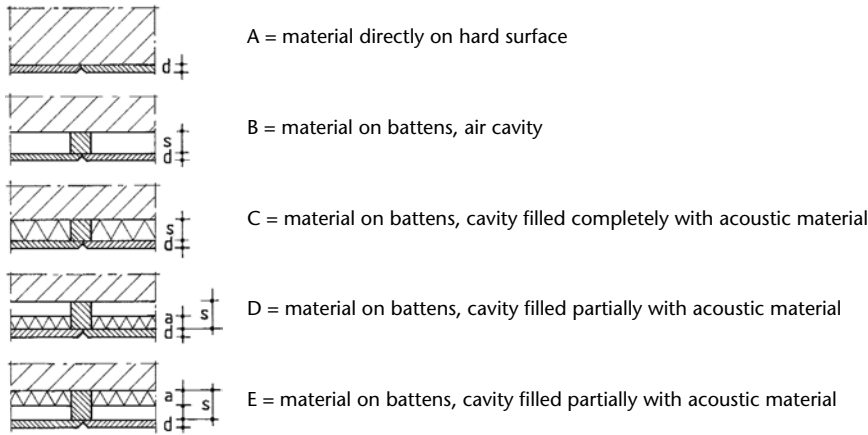 d
A = material directly on hard surface
s
d
B = material on battens, air cavity
s
d
C = material on battens, cavity filled completely with acoustic material
a
d
s
D = material on battens, cavity filled partially with acoustic material
a
d
s
E = material on battens, cavity filled partially with acoustic material